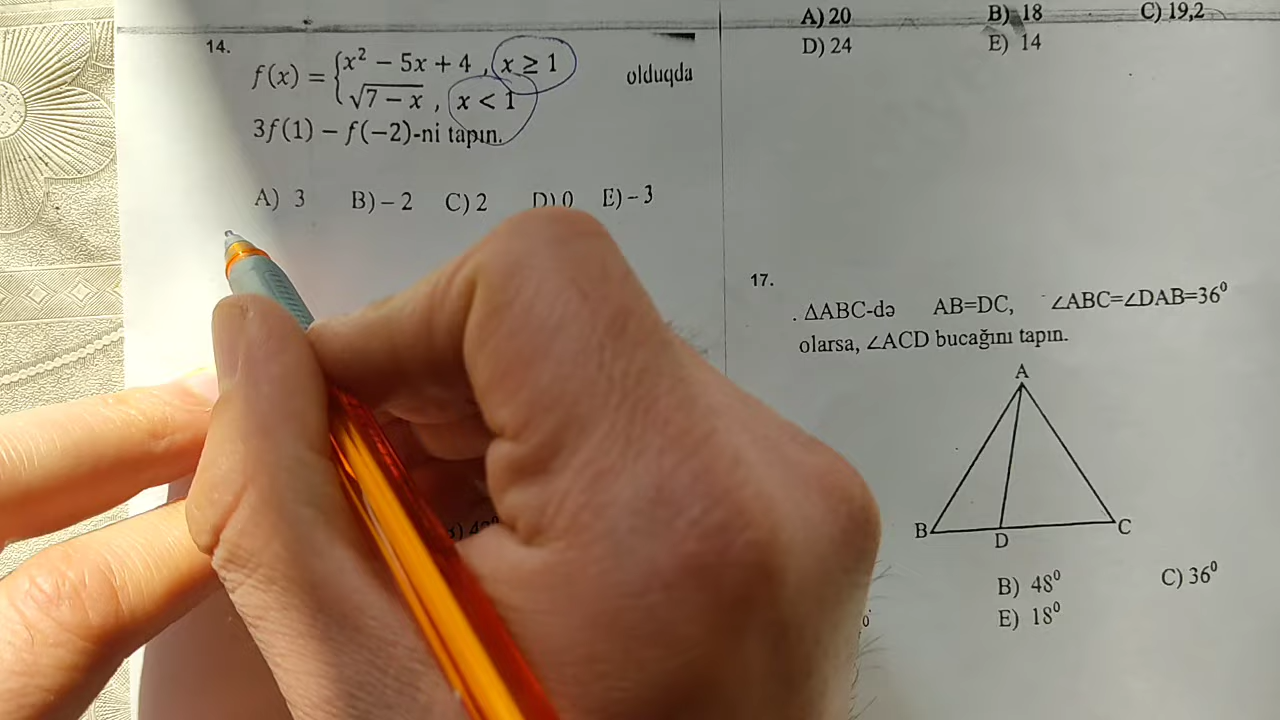 14.
f(x) = {x² − 5x + 4 , x ≥ 1
√7 − x , x < 1
olduqda
3f(1) − f(−2)-ni tapın.
A) 3 B) − 2 C) 2 D) 0 E) − 3
A) 20 B) 18 C) 19,2
D) 24 E) 14
17.
. ΔABC-də AB=DC, ∠ABC=∠DAB=36⁰
olarsa, ∠ACD bucağını tapın.
A
B D C
B) 48⁰ C) 36⁰
E) 18⁰